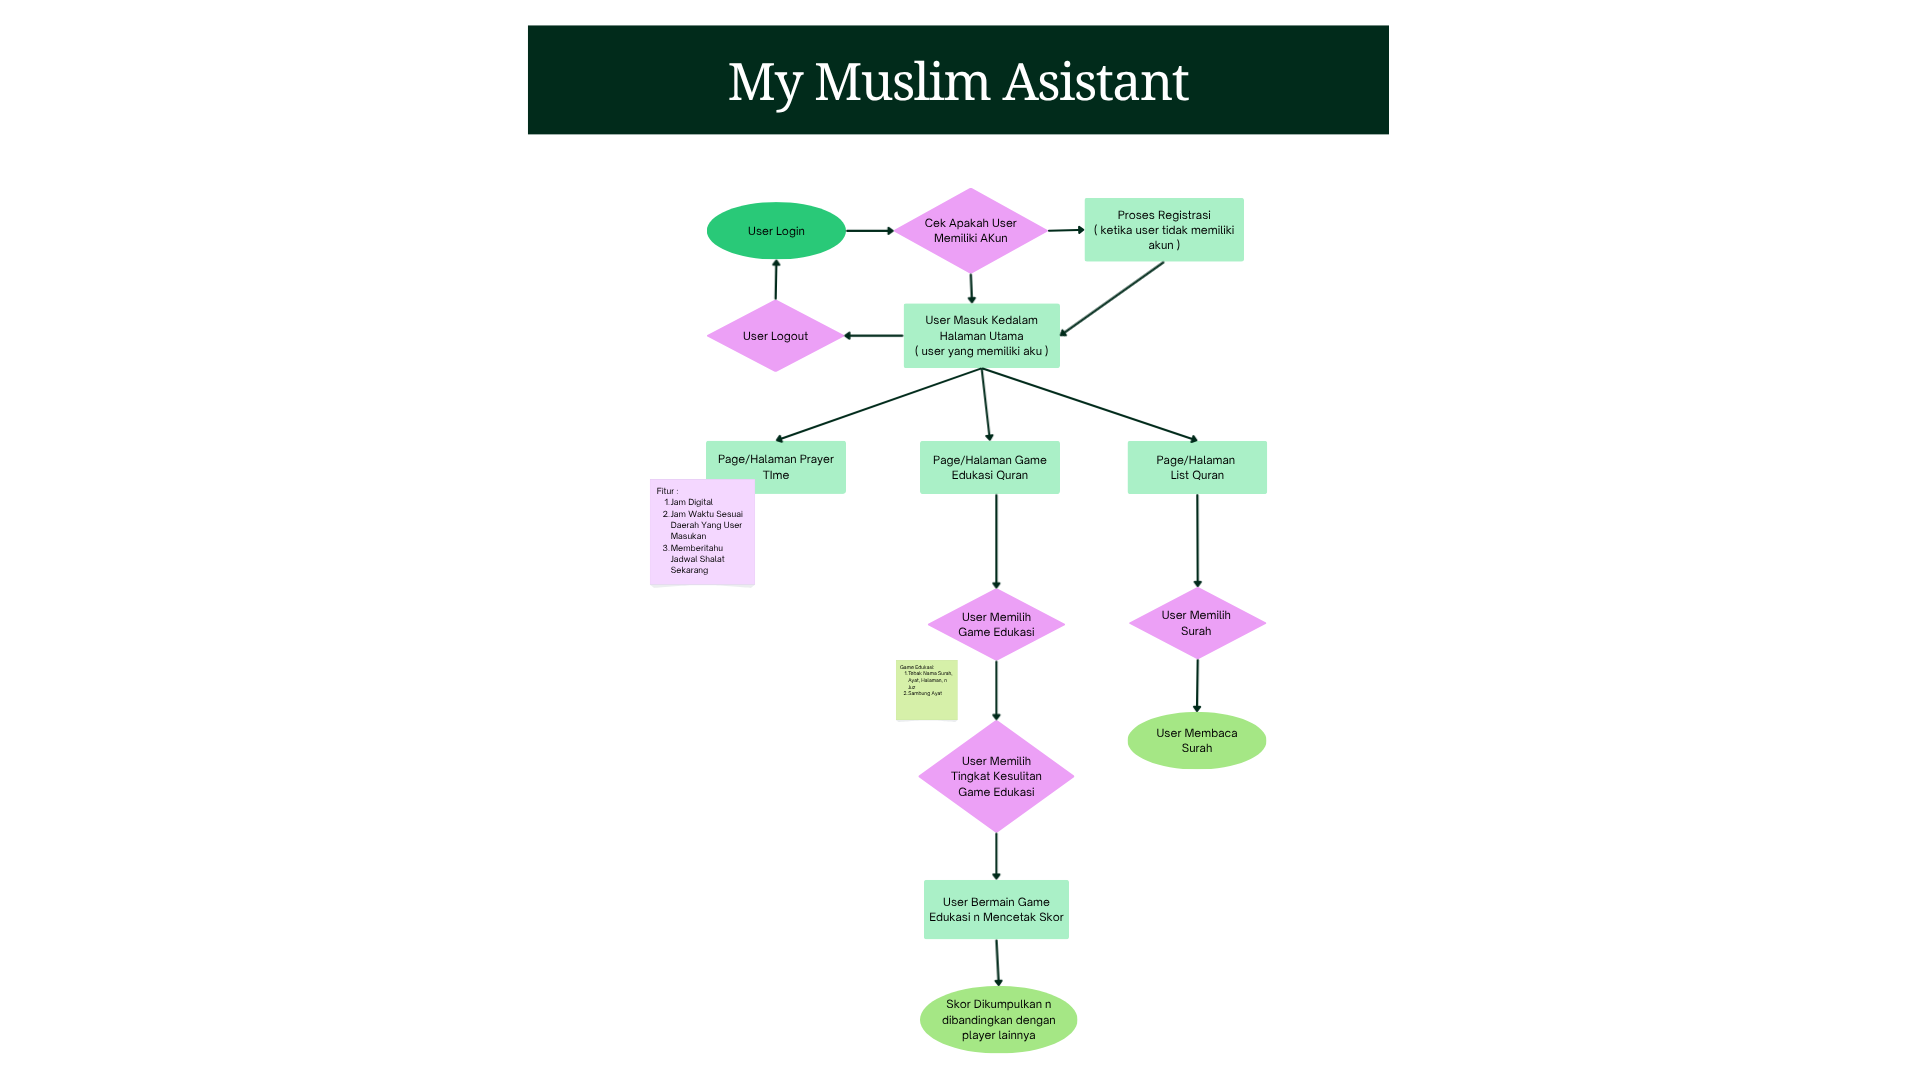 My Muslim Asistant
User Login
Cek Apakah User
Memiliki AKun
Proses Registrasi
( ketika user tidak memiliki
akun )
User Logout
User Masuk Kedalam
Halaman Utama
( user yang memiliki aku )
Page/Halaman Prayer
TIme
Page/Halaman Game
Edukasi Quran
Page/Halaman
List Quran
Fitur :
1. Jam Digital
2. Jam Waktu Sesuai
Daerah Yang User
Masukan
3. Memberitahu
Jadwal Shalat
Sekarang
User Memilih
Game Edukasi
User Memilih
Surah
Game Edukasi:
1. Tebak Nama Surah,
Ayat, Halaman, n
Juz
2. Sambung Ayat
User Membaca
Surah
User Memilih
Tingkat Kesulitan
Game Edukasi
User Bermain Game
Edukasi n Mencetak Skor
Skor Dikumpulkan n
dibandingkan dengan
player lainnya